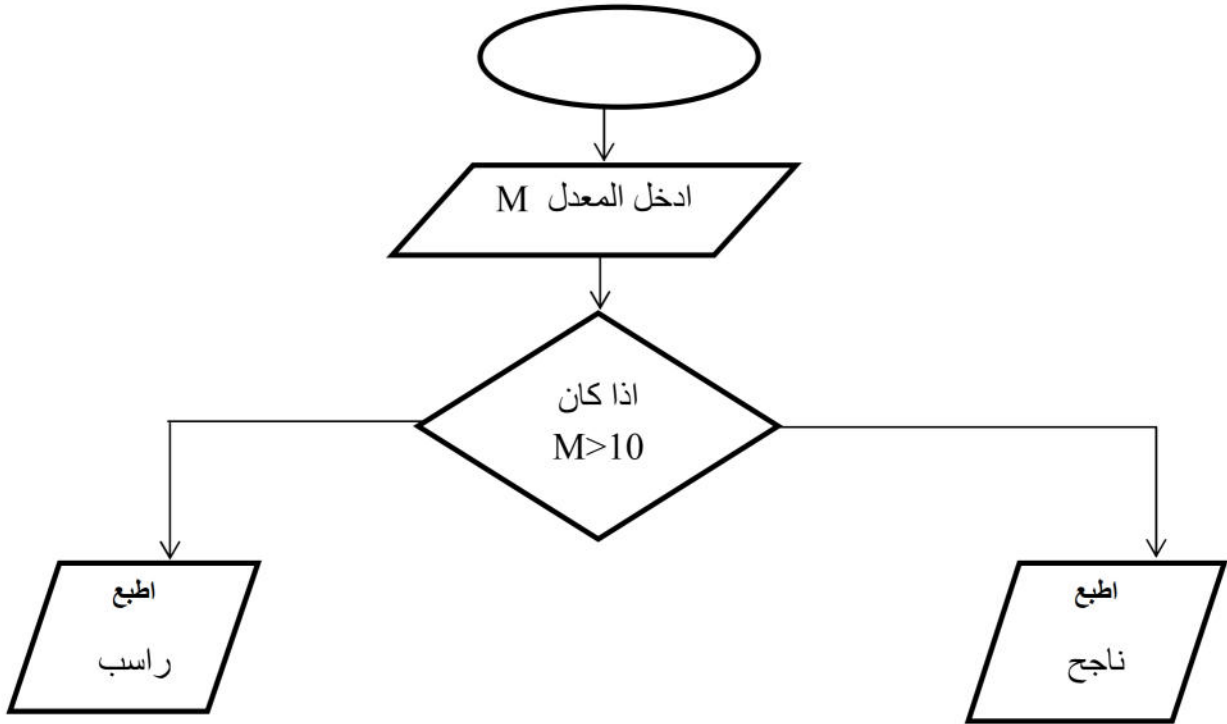 ادخل المعدل M
اذا كان
M>10
اطبع
ناجح
اطبع
راسب